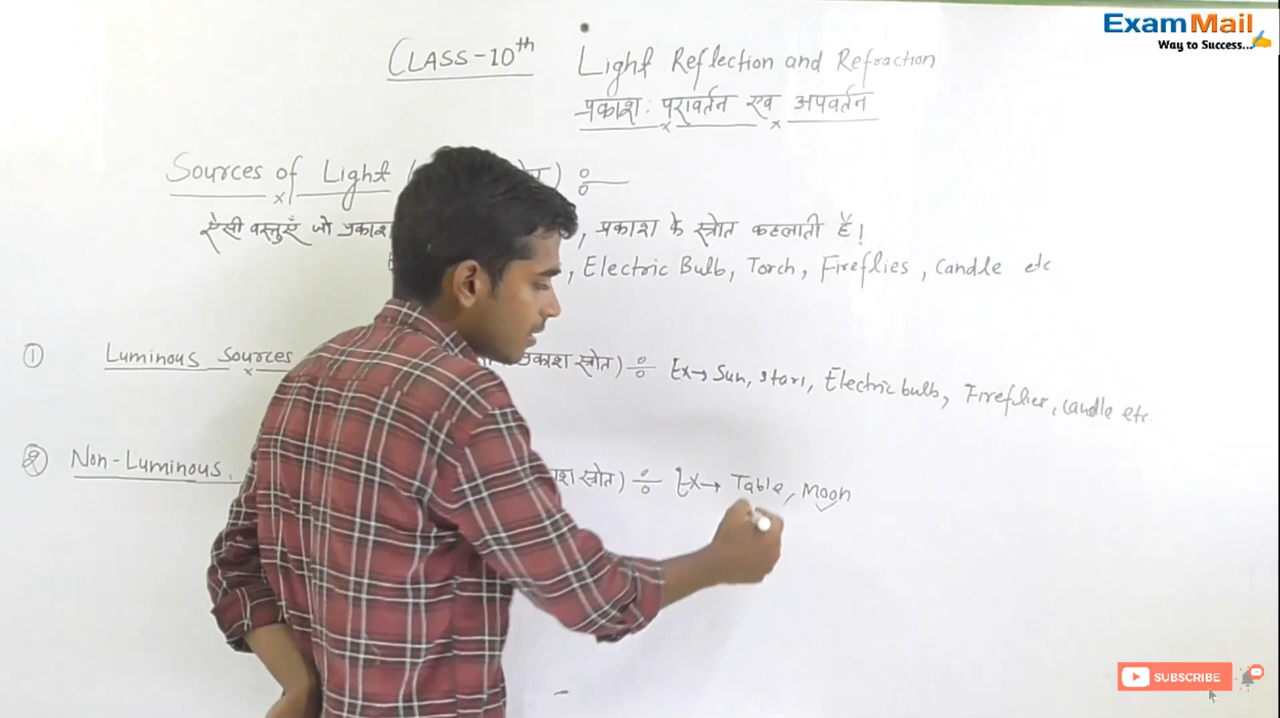 ExamMail
Way to Success...
CLASS-10th Light Reflection and Refraction
प्रकाश: परावर्तन एव अपवर्तन
Sources of Light (
ऐसी वस्तुएँ जो प्रकाश , प्रकाश के स्त्रोत कहलाती है।
, Electric Bulb, Torch, Fireflies, Candle etc
① Luminous Sources प्रकाश स्त्रोत) ÷ Ex→ Sun, stars, Electric bulb, Fireflies, Candle etc.
② Non-Luminous. स्त्रोत) ÷ Ex→ Table, Moon
SUBSCRIBE